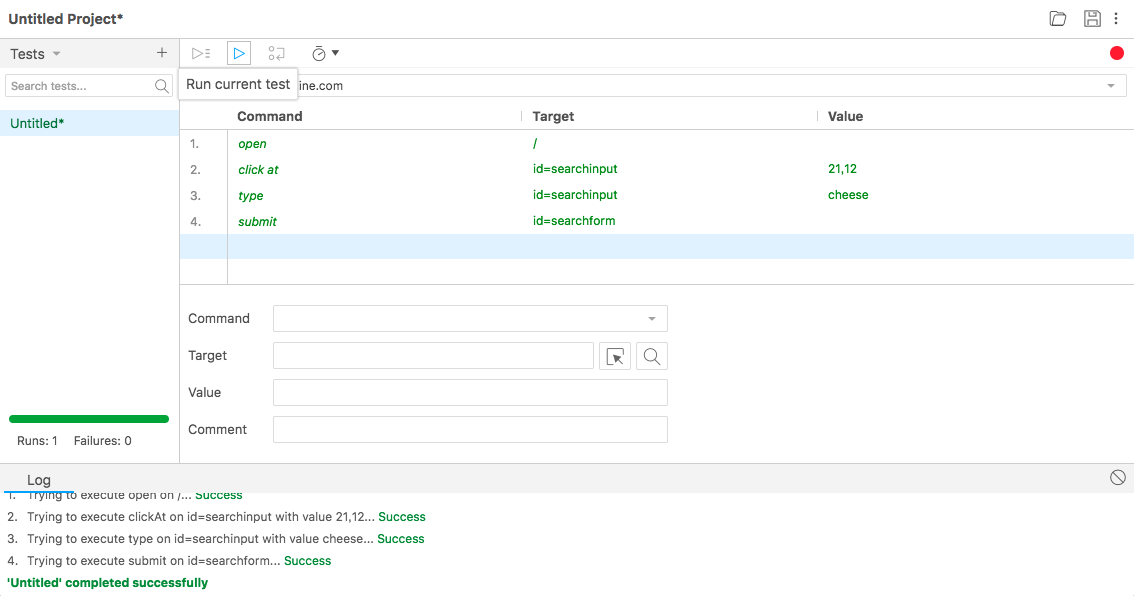 Untitled Project*
Tests
Search tests...
Run current test
ine.com
Untitled*
Command Target Value
1. open /
2. click at id=searchinput 21,12
3. type id=searchinput cheese
4. submit id=searchform
Command
Target
Value
Comment
Runs: 1 Failures: 0
Log
1. Trying to execute open on /... Success
2. Trying to execute clickAt on id=searchinput with value 21,12... Success
3. Trying to execute type on id=searchinput with value cheese... Success
4. Trying to execute submit on id=searchform... Success
'Untitled' completed successfully